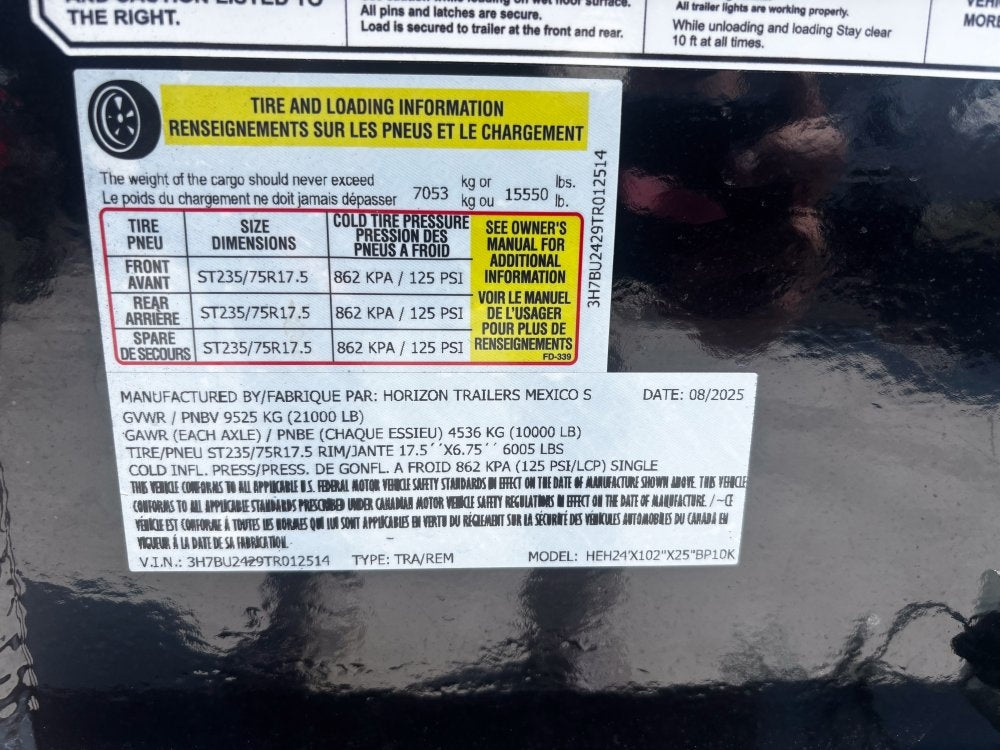 THE RIGHT.
All pins and latches are secure.
Load is secured to trailer at the front and rear.
All trailer lights are working properly.
While unloading and loading Stay clear
10 ft at all times.
MORE
TIRE AND LOADING INFORMATION
RENSEIGNEMENTS SUR LES PNEUS ET LE CHARGEMENT
The weight of the cargo should never exceed 7053 kg or 15550 lbs.
Le poids du chargement ne doit jamais dépasser kg ou lb.
TIRE PNEU SIZE DIMENSIONS COLD TIRE PRESSURE PRESSION DES PNEUS A FROID
FRONT AVANT ST235/75R17.5 862 KPA / 125 PSI
REAR ARRIÈRE ST235/75R17.5 862 KPA / 125 PSI
SPARE DE SECOURS ST235/75R17.5 862 KPA / 125 PSI
SEE OWNER'S
MANUAL FOR
ADDITIONAL
INFORMATION
VOIR LE MANUEL
DE L'USAGER
POUR PLUS DE
RENSEIGNEMENTS
FD-339
3H7BU2429TR012514
MANUFACTURED BY/FABRIQUE PAR: HORIZON TRAILERS MEXICO S DATE: 08/2025
GVWR / PNBV 9525 KG (21000 LB)
GAWR (EACH AXLE) / PNBE (CHAQUE ESSIEU) 4536 KG (10000 LB)
TIRE/PNEU ST235/75R17.5 RIM/JANTE 17.5´´X6.75´´ 6005 LBS
COLD INFL. PRESS/PRESS. DE GONFL. A FROID 862 KPA (125 PSI/LCP) SINGLE
THIS VEHICLE CONFORMS TO ALL APPLICABLE U.S. FEDERAL MOTOR VEHICLE SAFETY STANDARDS IN EFFECT ON THE DATE OF MANUFACTURE SHOWN ABOVE. THIS VEHICLE
CONFORMS TO ALL APPLICABLE STANDARDS PRESCRIBED UNDER CANADIAN MOTOR VEHICLE SAFETY REGULATIONS IN EFFECT ON THE DATE OF MANUFACTURE. / ~CE
VÉHICLE EST CONFORME À TOUTES LES NORMES QUI LUI SONT APPLICABLES EN VERTU DU RÉGLEMENT SUR LA SÉCURITÉ DES VÉHICULES AUTOMOBILES DU CANADA EN
VIGUEUR À LA DATE DE SA FABRICATION.
V.I.N.: 3H7BU2429TR012514 TYPE: TRA/REM MODEL: HEH24'X102"X25"BP10K